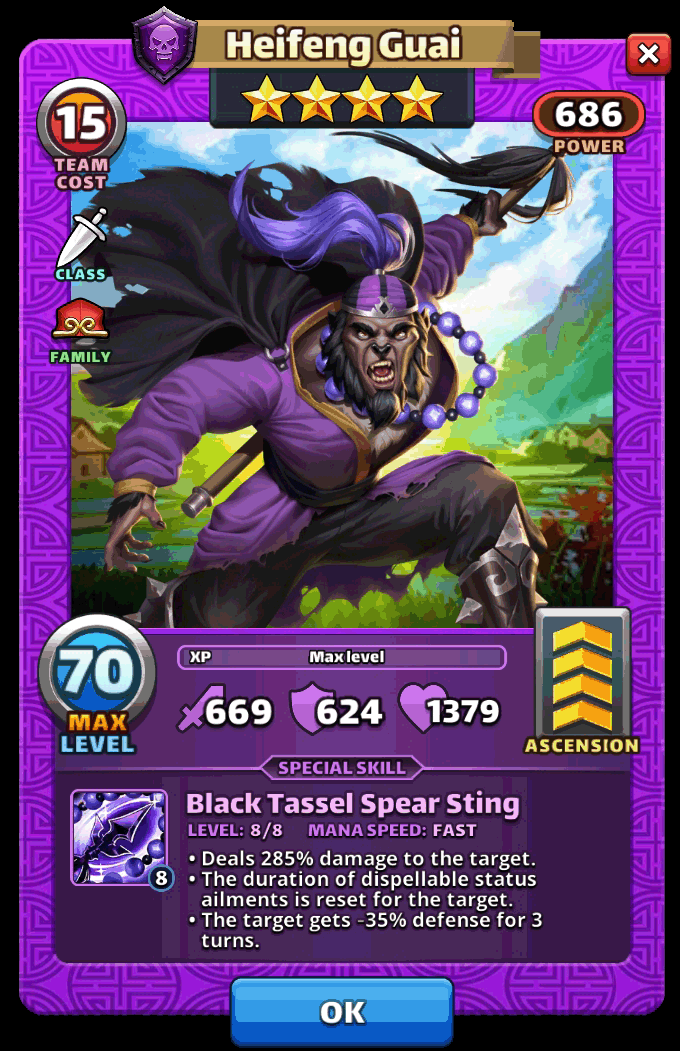 Heifeng Guai
15
TEAM
COST
686
POWER
CLASS
FAMILY
70
MAX
LEVEL
XP Max level
669 624 1379
ASCENSION
SPECIAL SKILL
Black Tassel Spear Sting
LEVEL: 8/8 MANA SPEED: FAST
8
• Deals 285% damage to the target.
• The duration of dispellable status
ailments is reset for the target.
• The target gets -35% defense for 3
turns.
OK